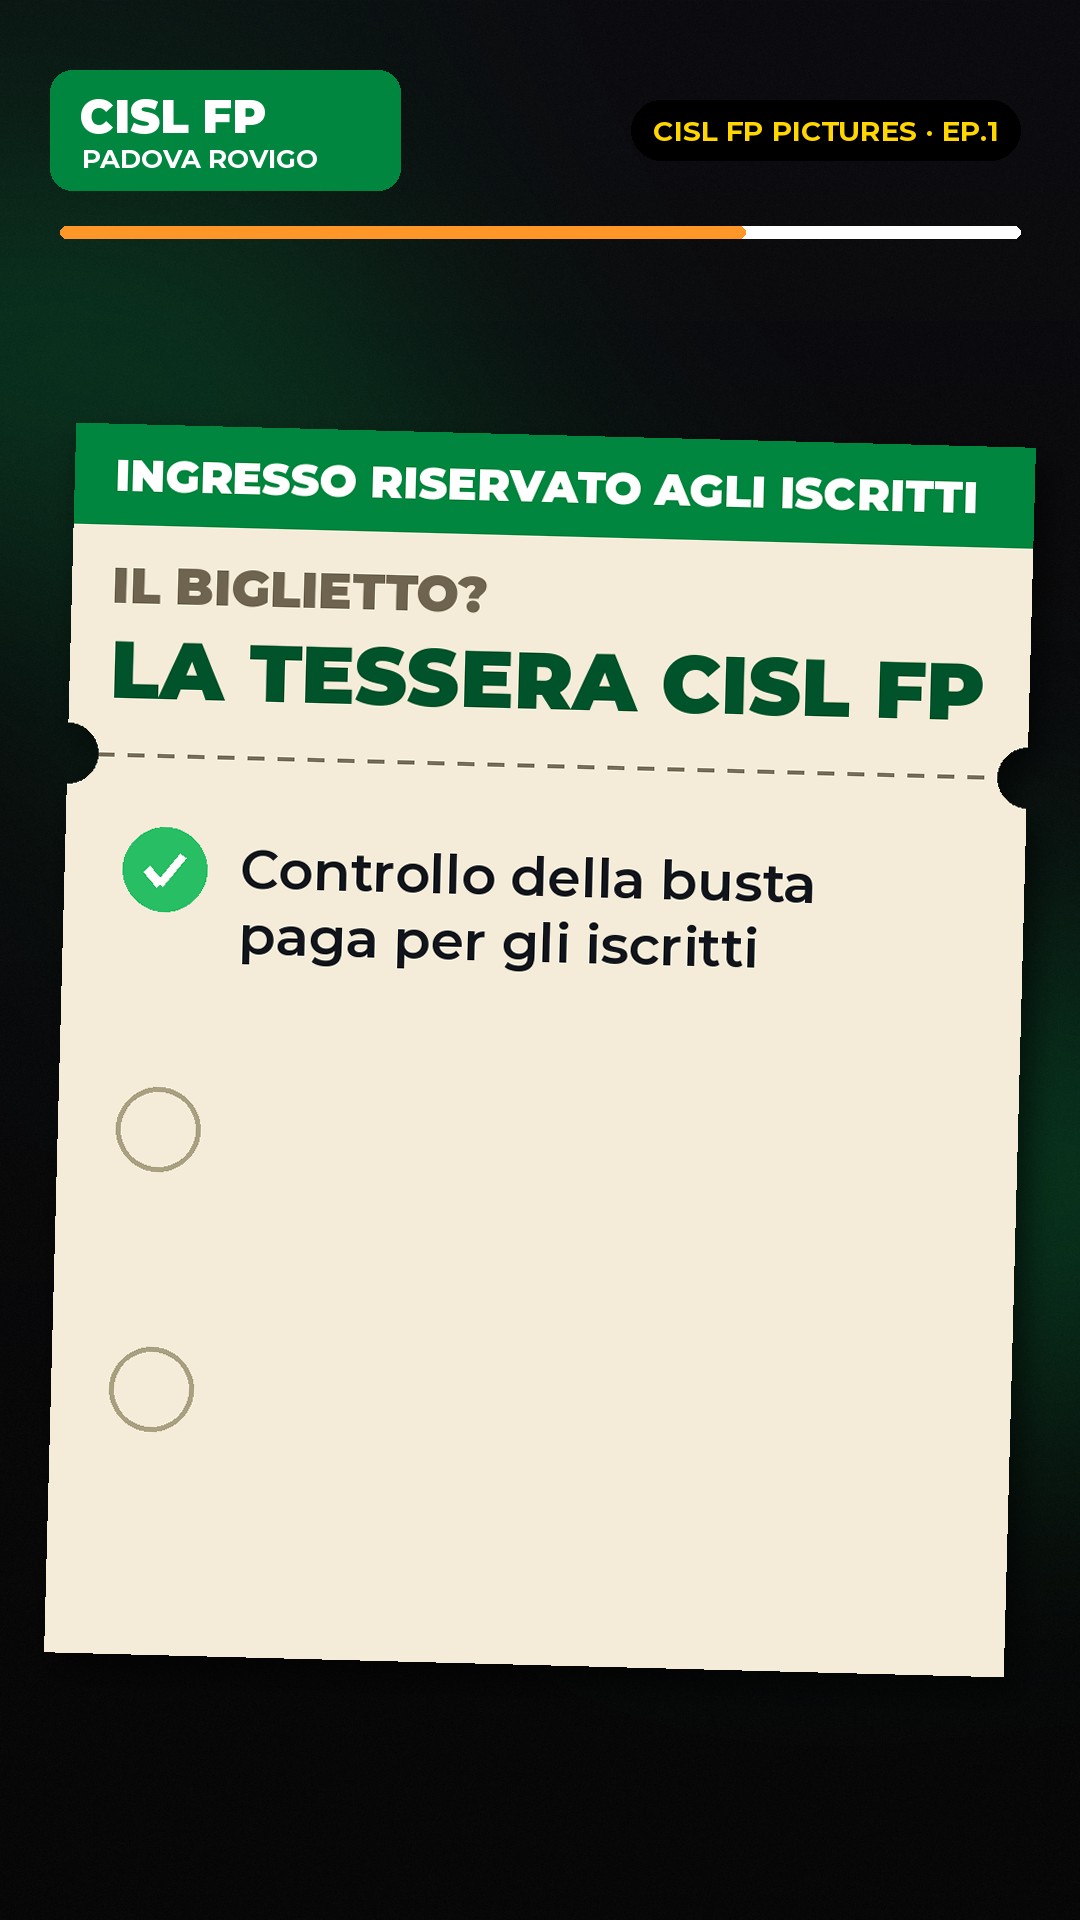 CISL FP
PADOVA ROVIGO
CISL FP PICTURES · EP.1
INGRESSO RISERVATO AGLI ISCRITTI
IL BIGLIETTO?
LA TESSERA CISL FP
Controllo della busta
paga per gli iscritti